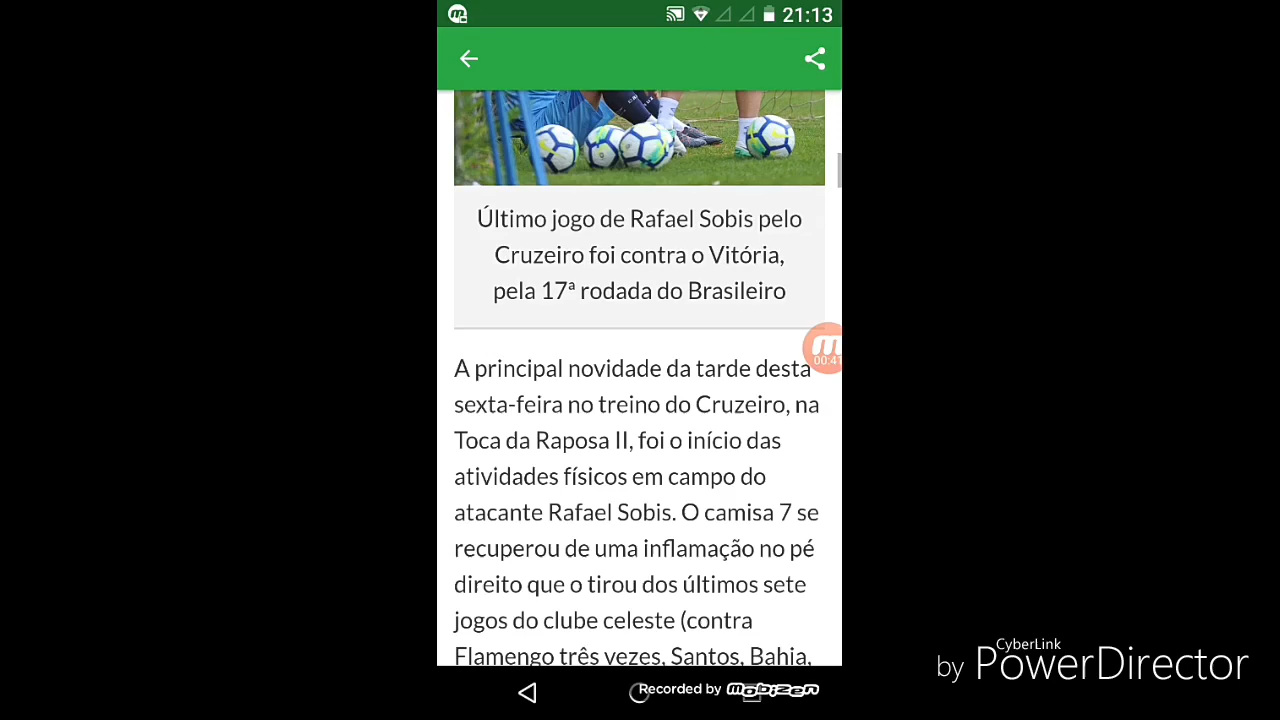 21:13
Último jogo de Rafael Sobis pelo
Cruzeiro foi contra o Vitória,
pela 17ª rodada do Brasileiro
00:41
A principal novidade da tarde desta
sexta-feira no treino do Cruzeiro, na
Toca da Raposa II, foi o início das
atividades físicos em campo do
atacante Rafael Sobis. O camisa 7 se
recuperou de uma inflamação no pé
direito que o tirou dos últimos sete
jogos do clube celeste (contra
Flamengo três vezes, Santos, Bahia,
Recorded by Mobizen
CyberLink
by PowerDirector